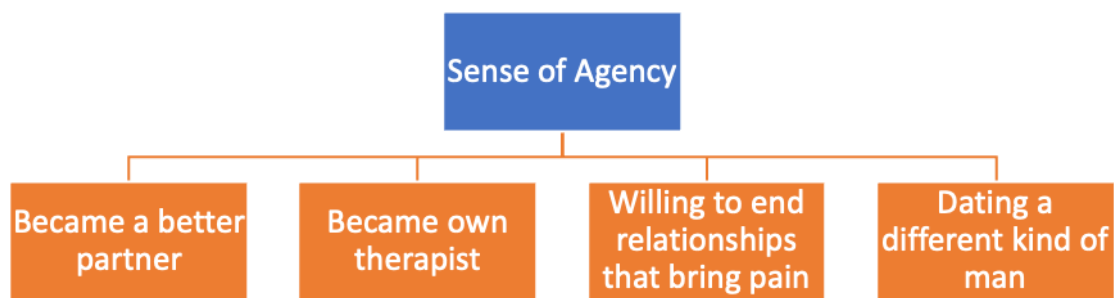 Sense of Agency
Became a better
partner
Became own
therapist
Willing to end
relationships
that bring pain
Dating a
different kind of
man